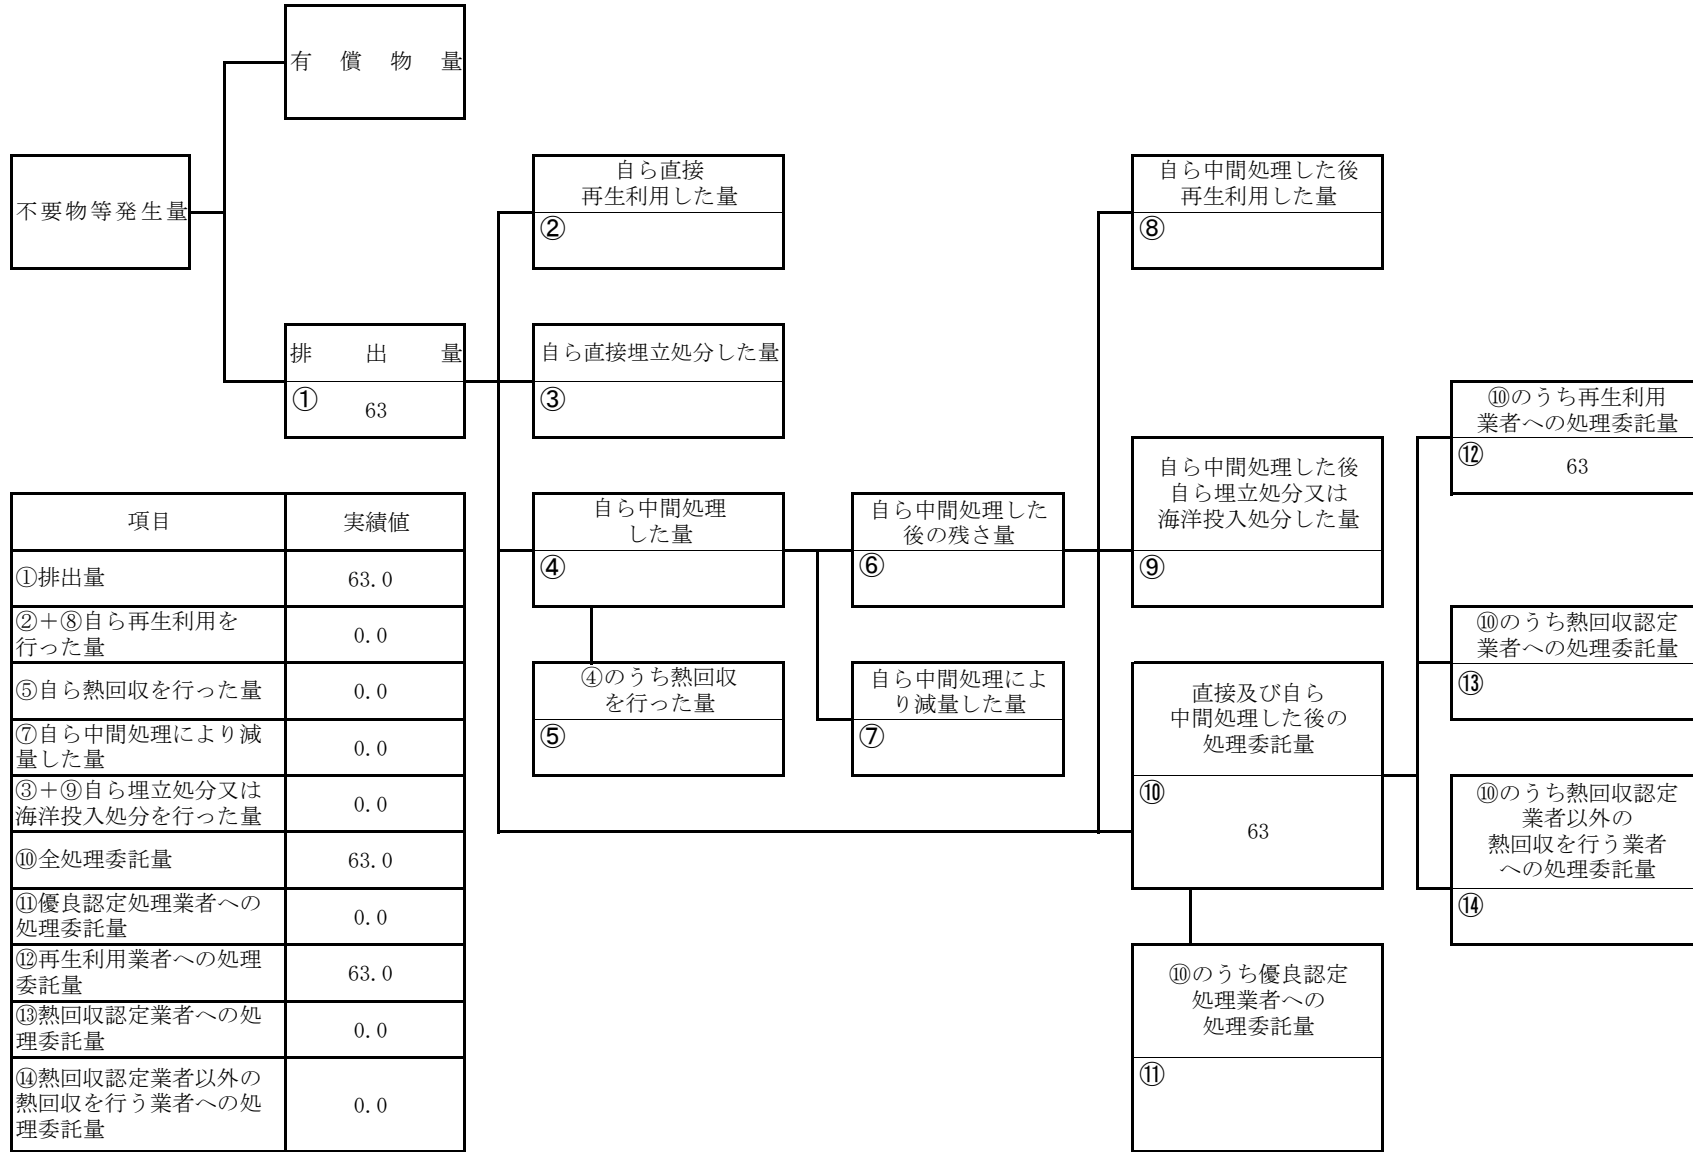 有償物量
不要物等発生量
自ら直接
再生利用した量
②
自ら中間処理した後
再生利用した量
⑧
排出量
① 63
自ら直接埋立処分した量
③
⑩のうち再生利用
業者への処理委託量
⑫ 63
自ら中間処理した後
自ら埋立処分又は
海洋投入処分した量
⑨
自ら中間処理
した量
④
自ら中間処理した
後の残さ量
⑥
⑩のうち熱回収認定
業者への処理委託量
⑬
④のうち熱回収
を行った量
⑤
自ら中間処理によ
り減量した量
⑦
直接及び自ら
中間処理した後の
処理委託量
⑩
63
⑩のうち熱回収認定
業者以外の
熱回収を行う業者
への処理委託量
⑭
⑩のうち優良認定
処理業者への
処理委託量
⑪
項目 実績値
①排出量 63.0
②+⑧自ら再生利用を
行った量 0.0
⑤自ら熱回収を行った量 0.0
⑦自ら中間処理により減
量した量 0.0
③+⑨自ら埋立処分又は
海洋投入処分を行った量 0.0
⑩全処理委託量 63.0
⑪優良認定処理業者への
処理委託量 0.0
⑫再生利用業者への処理
委託量 63.0
⑬熱回収認定業者への処
理委託量 0.0
⑭熱回収認定業者以外の
熱回収を行う業者への処
理委託量 0.0